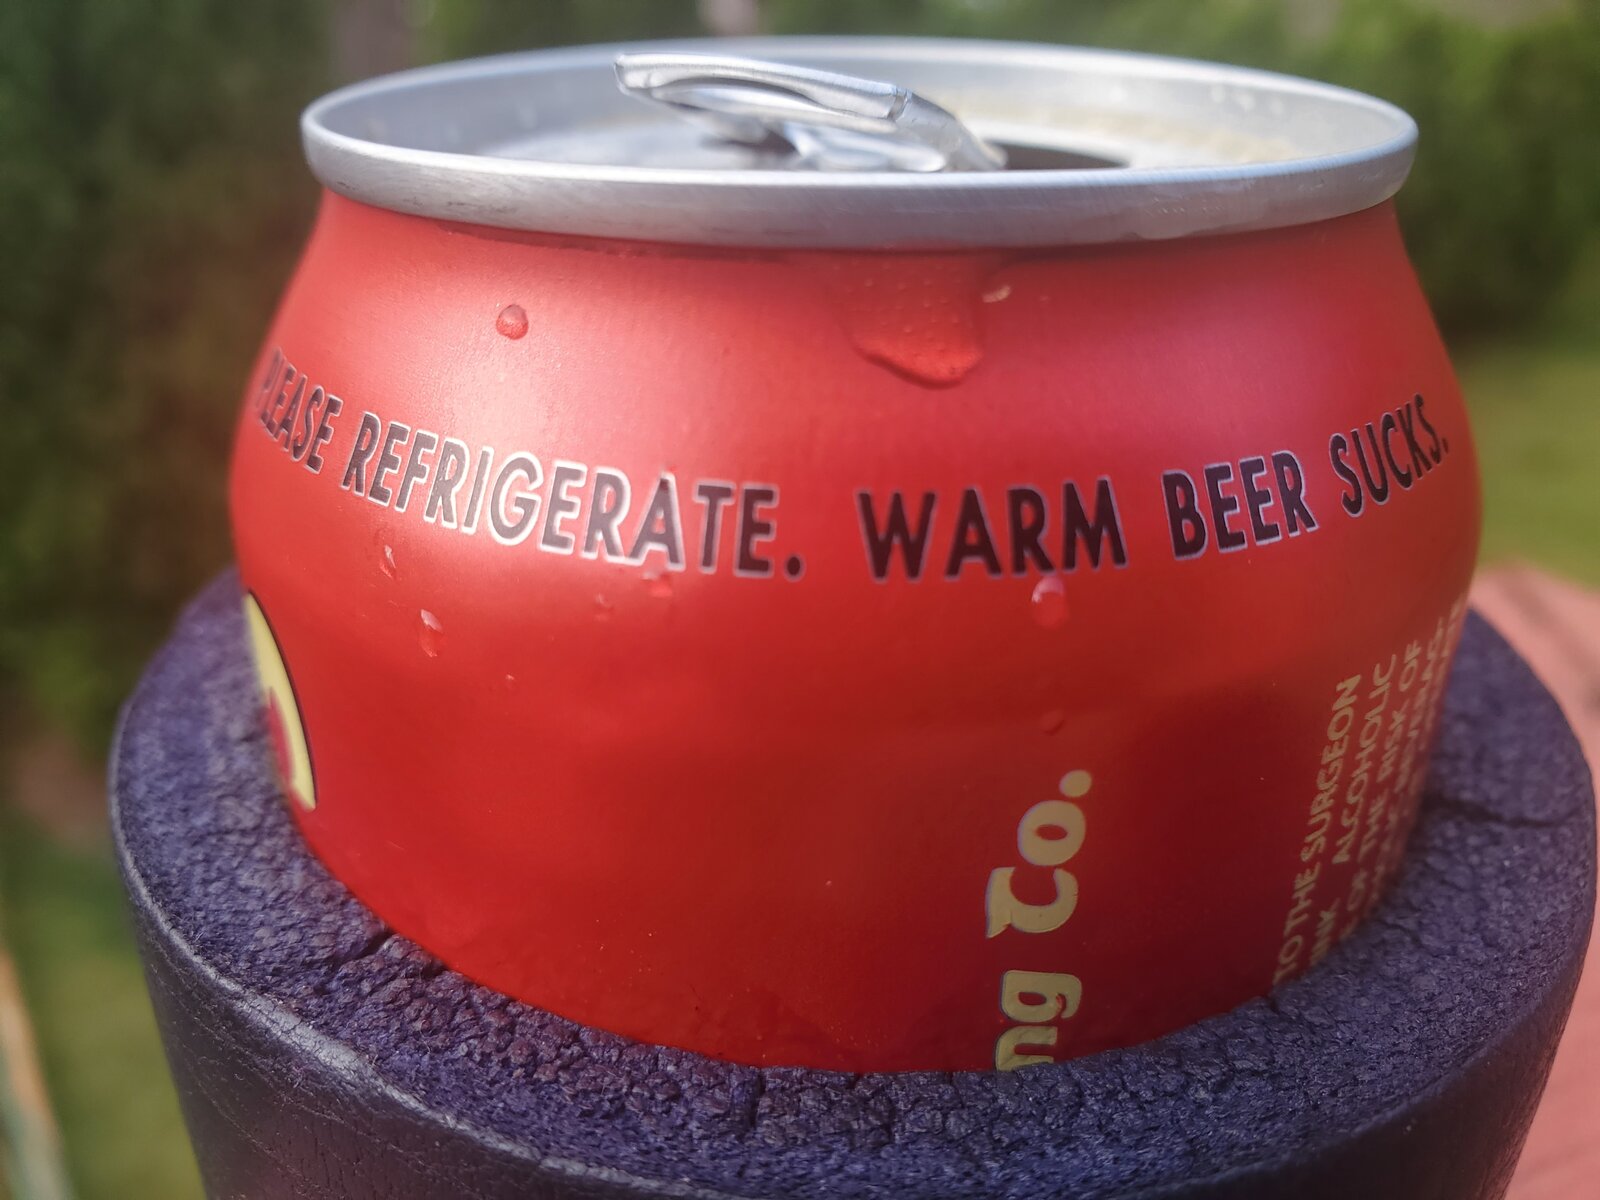 PLEASE REFRIGERATE. WARM BEER SUCKS.
ng Co.
TO THE SURGEON
ALCOHOLIC
THE RISK OF